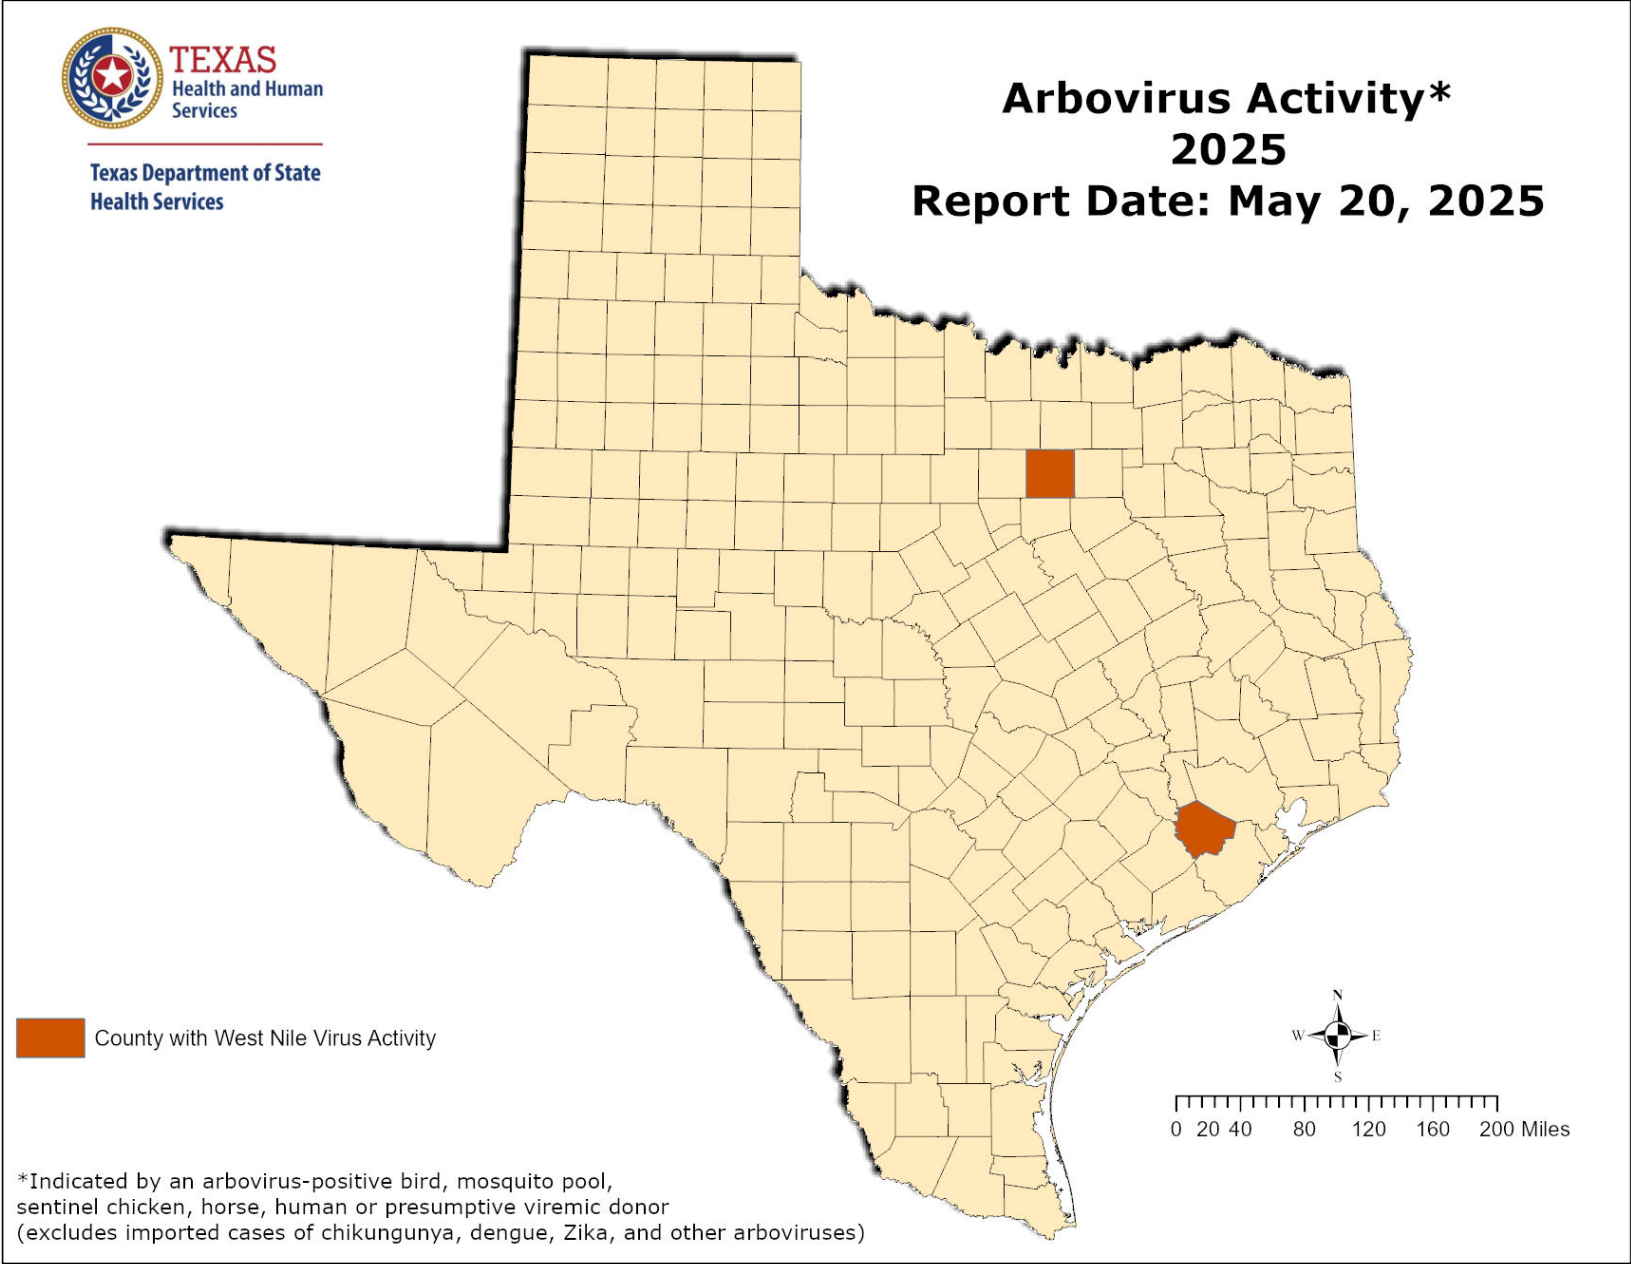 TEXAS
Health and Human
Services
Texas Department of State
Health Services
Arbovirus Activity*
2025
Report Date: May 20, 2025
County with West Nile Virus Activity
N
W E
S
0 20 40 80 120 160 200 Miles
*Indicated by an arbovirus-positive bird, mosquito pool,
sentinel chicken, horse, human or presumptive viremic donor
(excludes imported cases of chikungunya, dengue, Zika, and other arboviruses)